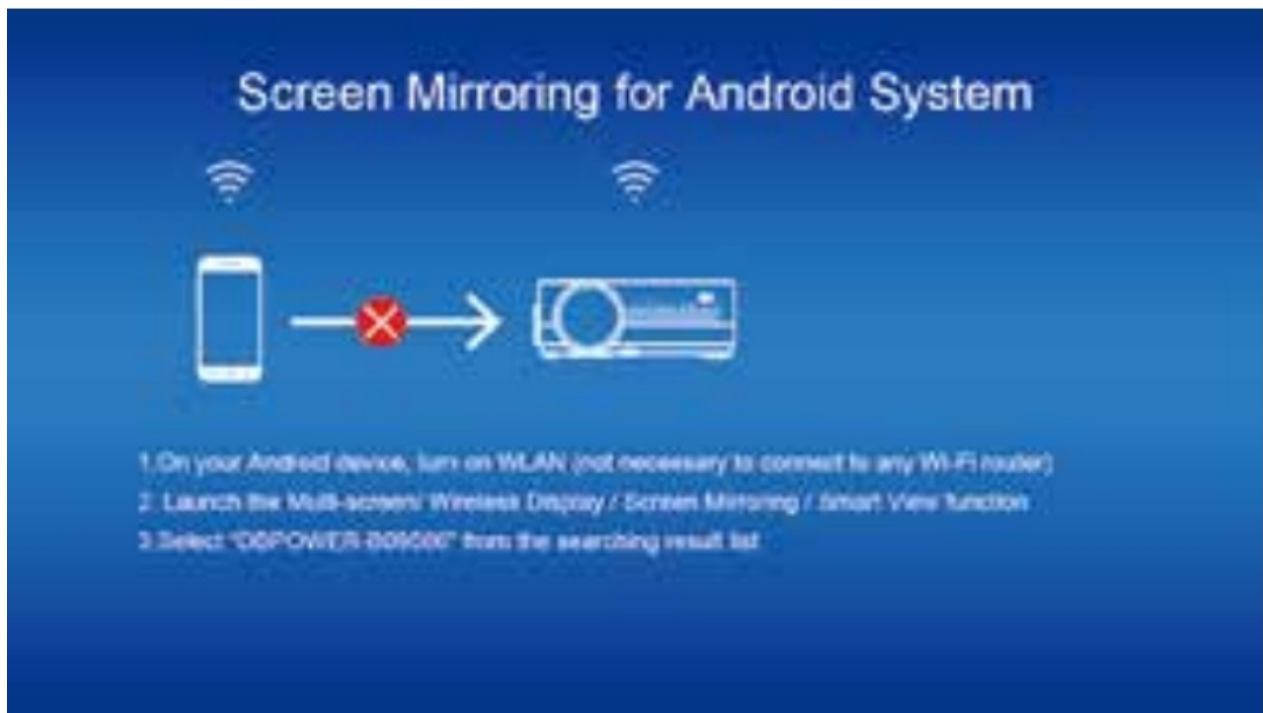 Screen Mirroring for Android System
1.On your Android device, turn on WLAN (not necessary to connect to any Wi-Fi router)
2. Launch the Multi-screen/ Wireless Display / Screen Mirroring / Smart View function
3.Select from the searching result list